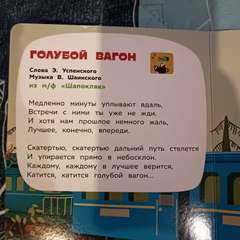 ГОЛУБОЙ ВАГОН
Слова Э. Успенского
Музыка В. Шаинского
из м/ф «Шапокляк»
Медленно минуты уплывают вдаль,
Встречи с ними ты уже не жди.
И хотя нам прошлое немного жаль,
Лучшее, конечно, впереди.
Скатертью, скатертью дальний путь стелется
И упирается прямо в небосклон.
Каждому, каждому в лучшее верится,
Катится, катится голубой вагон...